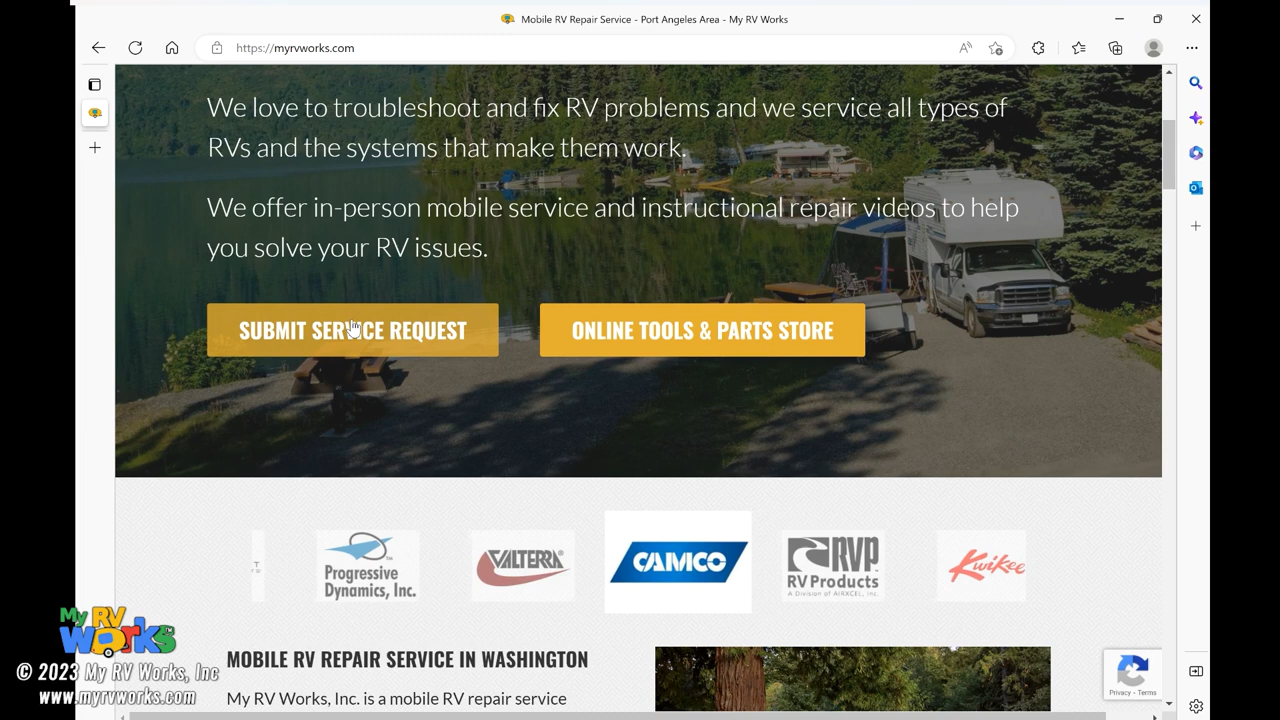 Mobile RV Repair Service - Port Angeles Area - My RV Works
https://myrvworks.com
We love to troubleshoot and fix RV problems and we service all types of
RVs and the systems that make them work.
We offer in-person mobile service and instructional repair videos to help
you solve your RV issues.
SUBMIT SERVICE REQUEST
ONLINE TOOLS & PARTS STORE
Progressive
Dynamics, Inc.
VALTERRA
CAMCO
RVP
RV Products
A Division of AIRXCEL, Inc.
Kwikee
MOBILE RV REPAIR SERVICE IN WASHINGTON
My RV Works, Inc. is a mobile RV repair service
Privacy - Terms
My RV
Works
© 2023 My RV Works, Inc
www.myrvworks.com